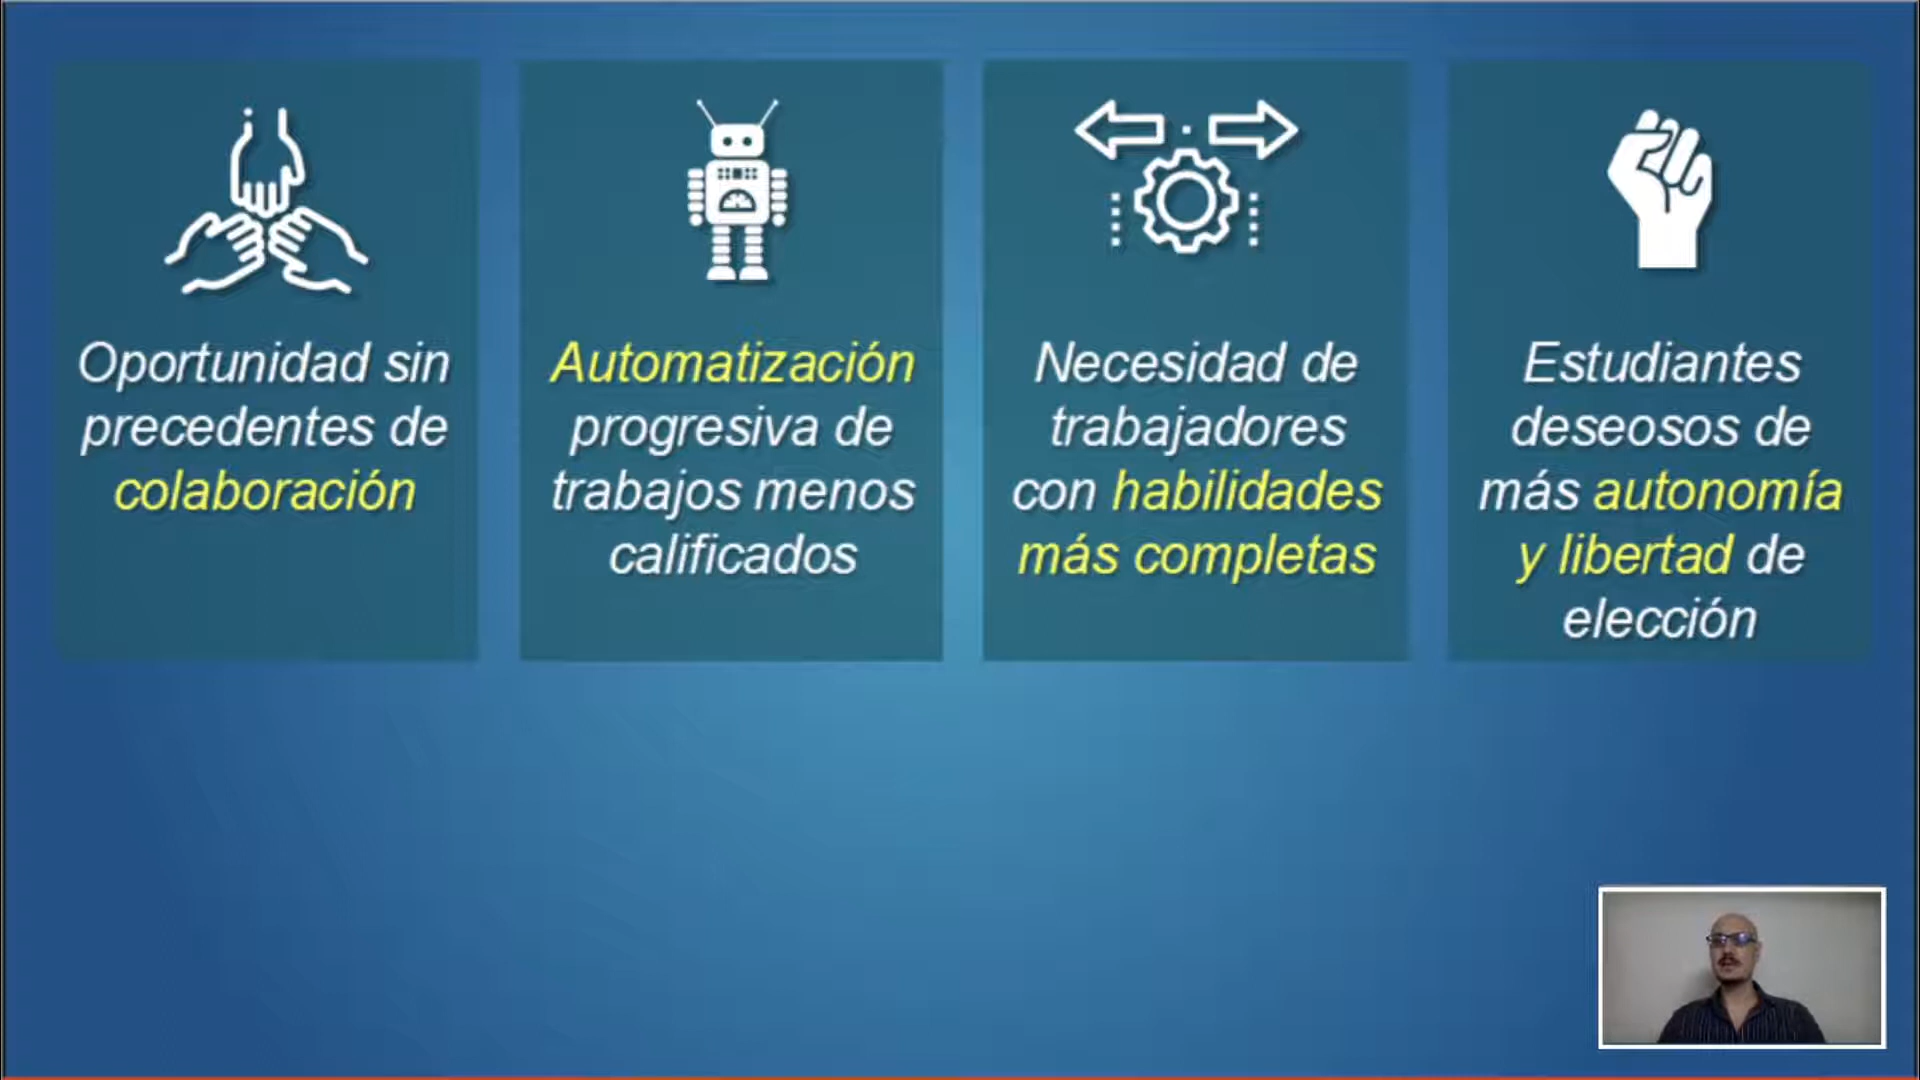 Oportunidad sin
precedentes de
colaboración
Automatización
progresiva de
trabajos menos
calificados
Necesidad de
trabajadores
con habilidades
más completas
Estudiantes
deseosos de
más autonomía
y libertad de
elección